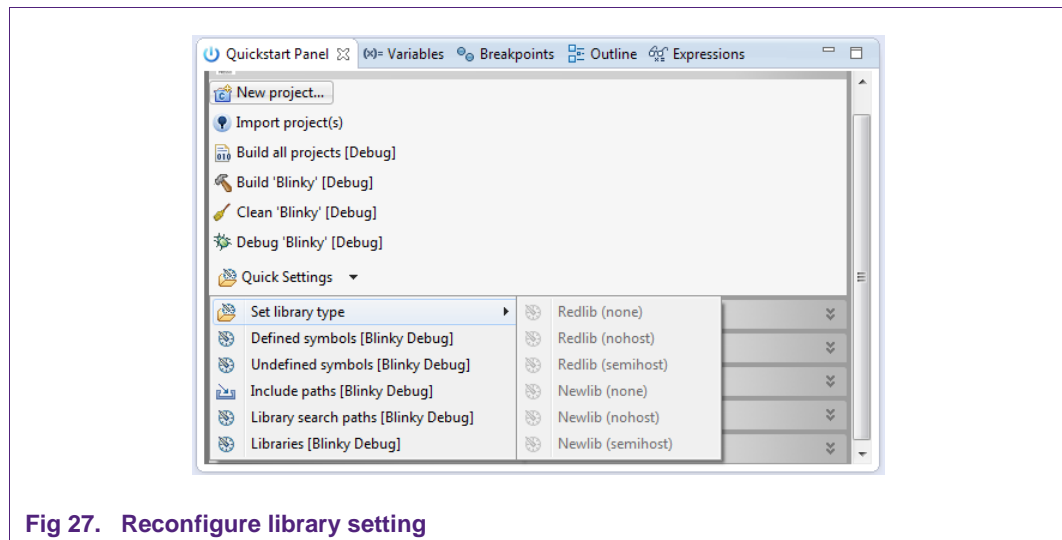 Quickstart Panel (x)= Variables Breakpoints Outline Expressions
New project...
Import project(s)
Build all projects [Debug]
Build 'Blinky' [Debug]
Clean 'Blinky' [Debug]
Debug 'Blinky' [Debug]
Quick Settings
Set library type
Defined symbols [Blinky Debug]
Undefined symbols [Blinky Debug]
Include paths [Blinky Debug]
Library search paths [Blinky Debug]
Libraries [Blinky Debug]
Redlib (none)
Redlib (nohost)
Redlib (semihost)
Newlib (none)
Newlib (nohost)
Newlib (semihost)
Fig 27. Reconfigure library setting